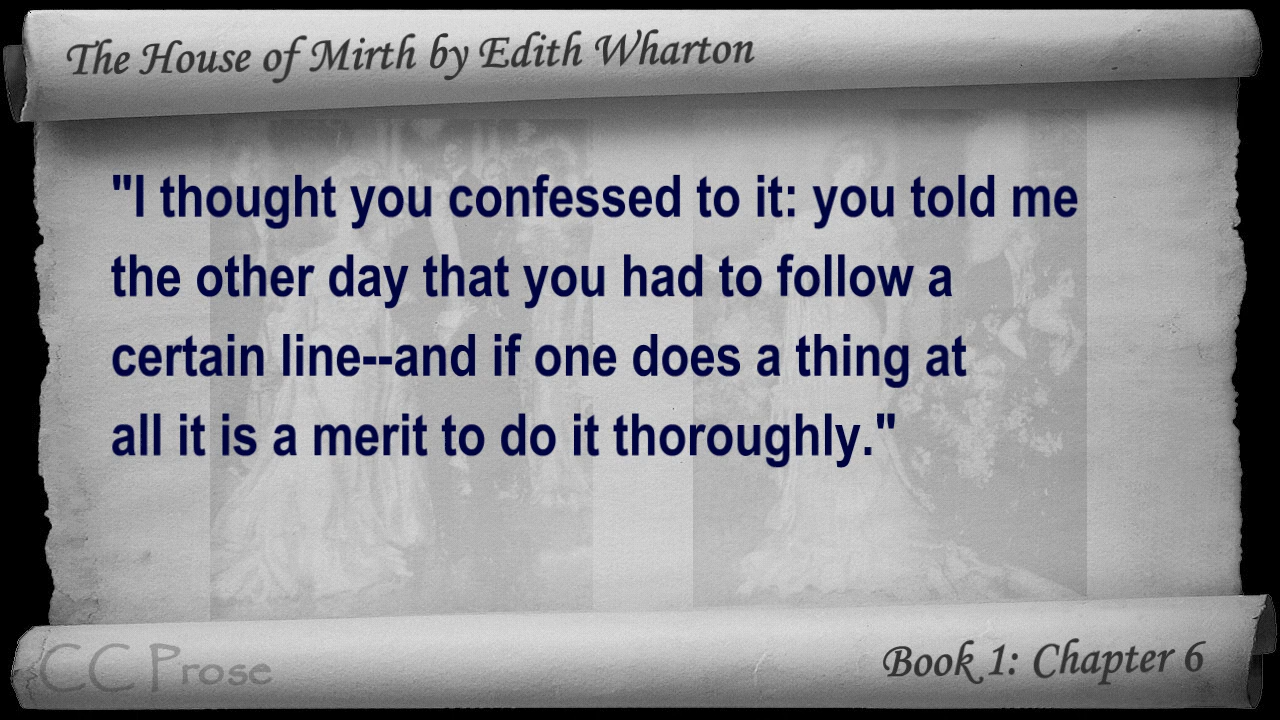 The House of Mirth by Edith Wharton
"I thought you confessed to it: you told me
the other day that you had to follow a
certain line--and if one does a thing at
all it is a merit to do it thoroughly."
CC Prose
Book 1: Chapter 6